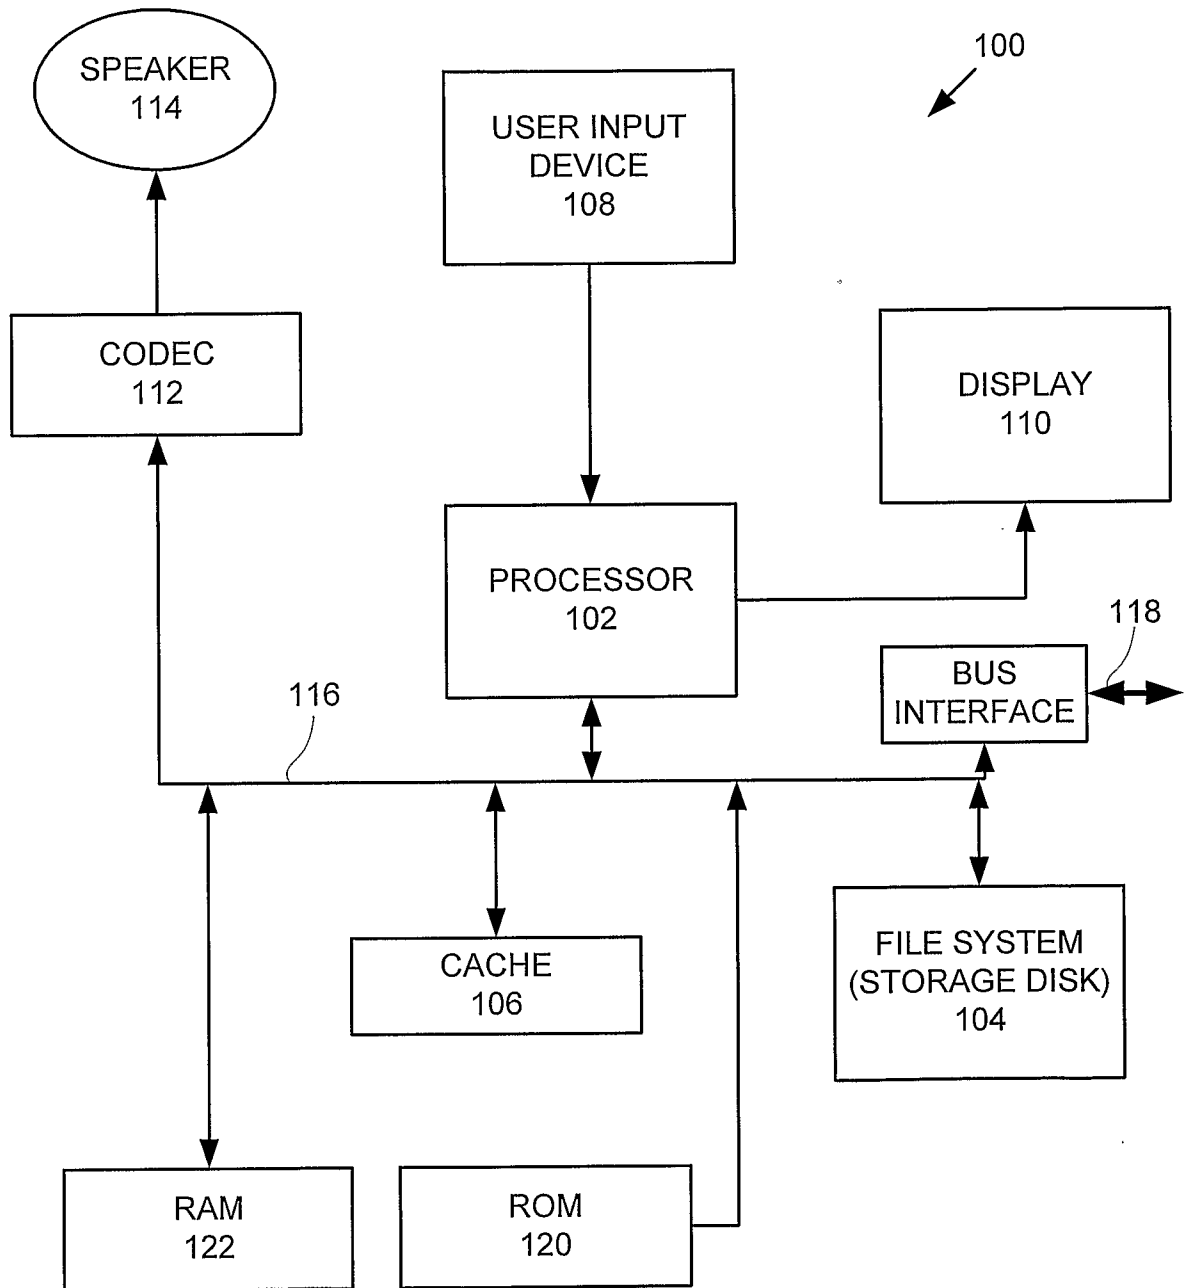 100
SPEAKER
114
USER INPUT
DEVICE
108
CODEC
112
DISPLAY
110
PROCESSOR
102
118
BUS
INTERFACE
116
CACHE
106
FILE SYSTEM
(STORAGE DISK)
104
RAM
122
ROM
120